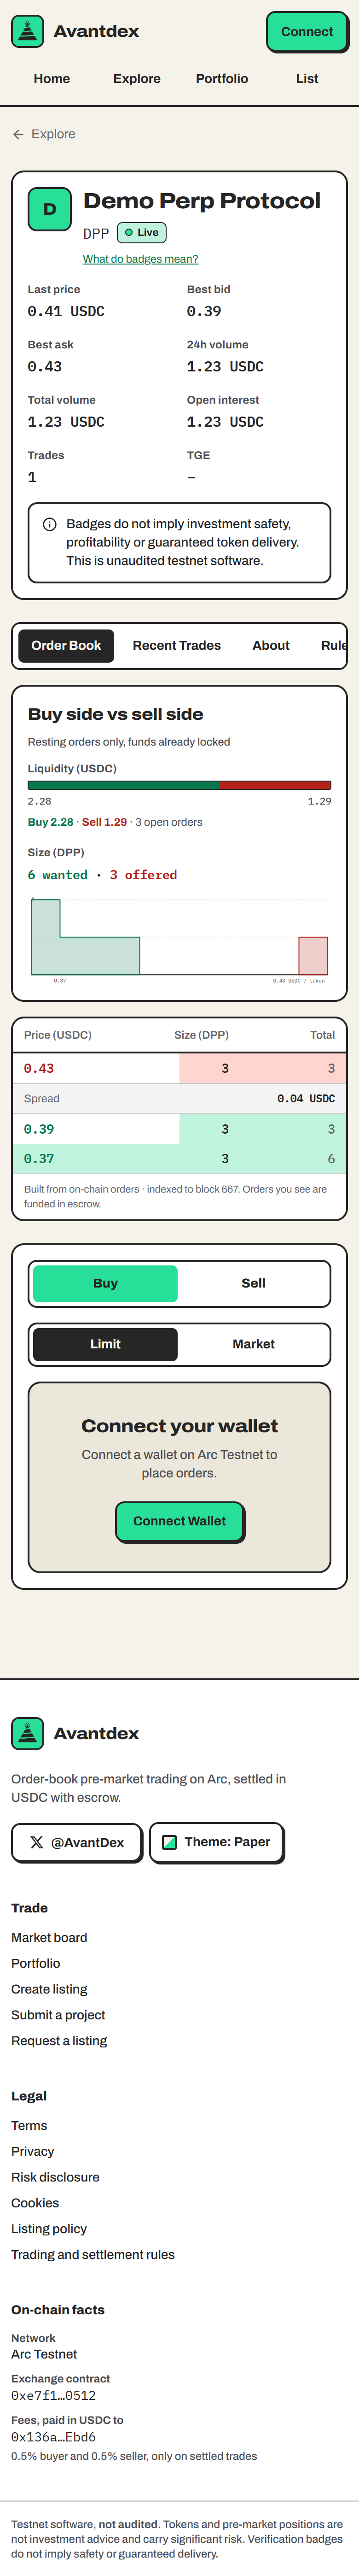 Avantdex
Connect
Home Explore Portfolio List
← Explore
D
Demo Perp Protocol
DPP Live
What do badges mean?
Last price Best bid
0.41 USDC 0.39
Best ask 24h volume
0.43 1.23 USDC
Total volume Open interest
1.23 USDC 1.23 USDC
Trades TGE
1 –
Badges do not imply investment safety,
profitability or guaranteed token delivery.
This is unaudited testnet software.
Order Book Recent Trades About Rule
Buy side vs sell side
Resting orders only, funds already locked
Liquidity (USDC)
2.28 1.29
Buy 2.28 · Sell 1.29 · 3 open orders
Size (DPP)
6 wanted · 3 offered
0.37 0.43 USDC / token
Price (USDC) Size (DPP) Total
0.43 3 3
Spread 0.04 USDC
0.39 3 3
0.37 3 6
Built from on-chain orders · indexed to block 667. Orders you see are
funded in escrow.
Buy Sell
Limit Market
Connect your wallet
Connect a wallet on Arc Testnet to
place orders.
Connect Wallet
Avantdex
Order-book pre-market trading on Arc, settled in
USDC with escrow.
@AvantDex Theme: Paper
Trade
Market board
Portfolio
Create listing
Submit a project
Request a listing
Legal
Terms
Privacy
Risk disclosure
Cookies
Listing policy
Trading and settlement rules
On-chain facts
Network
Arc Testnet
Exchange contract
0xe7f1…0512
Fees, paid in USDC to
0x136a…Ebd6
0.5% buyer and 0.5% seller, only on settled trades
Testnet software, not audited. Tokens and pre-market positions are
not investment advice and carry significant risk. Verification badges
do not imply safety or guaranteed delivery.